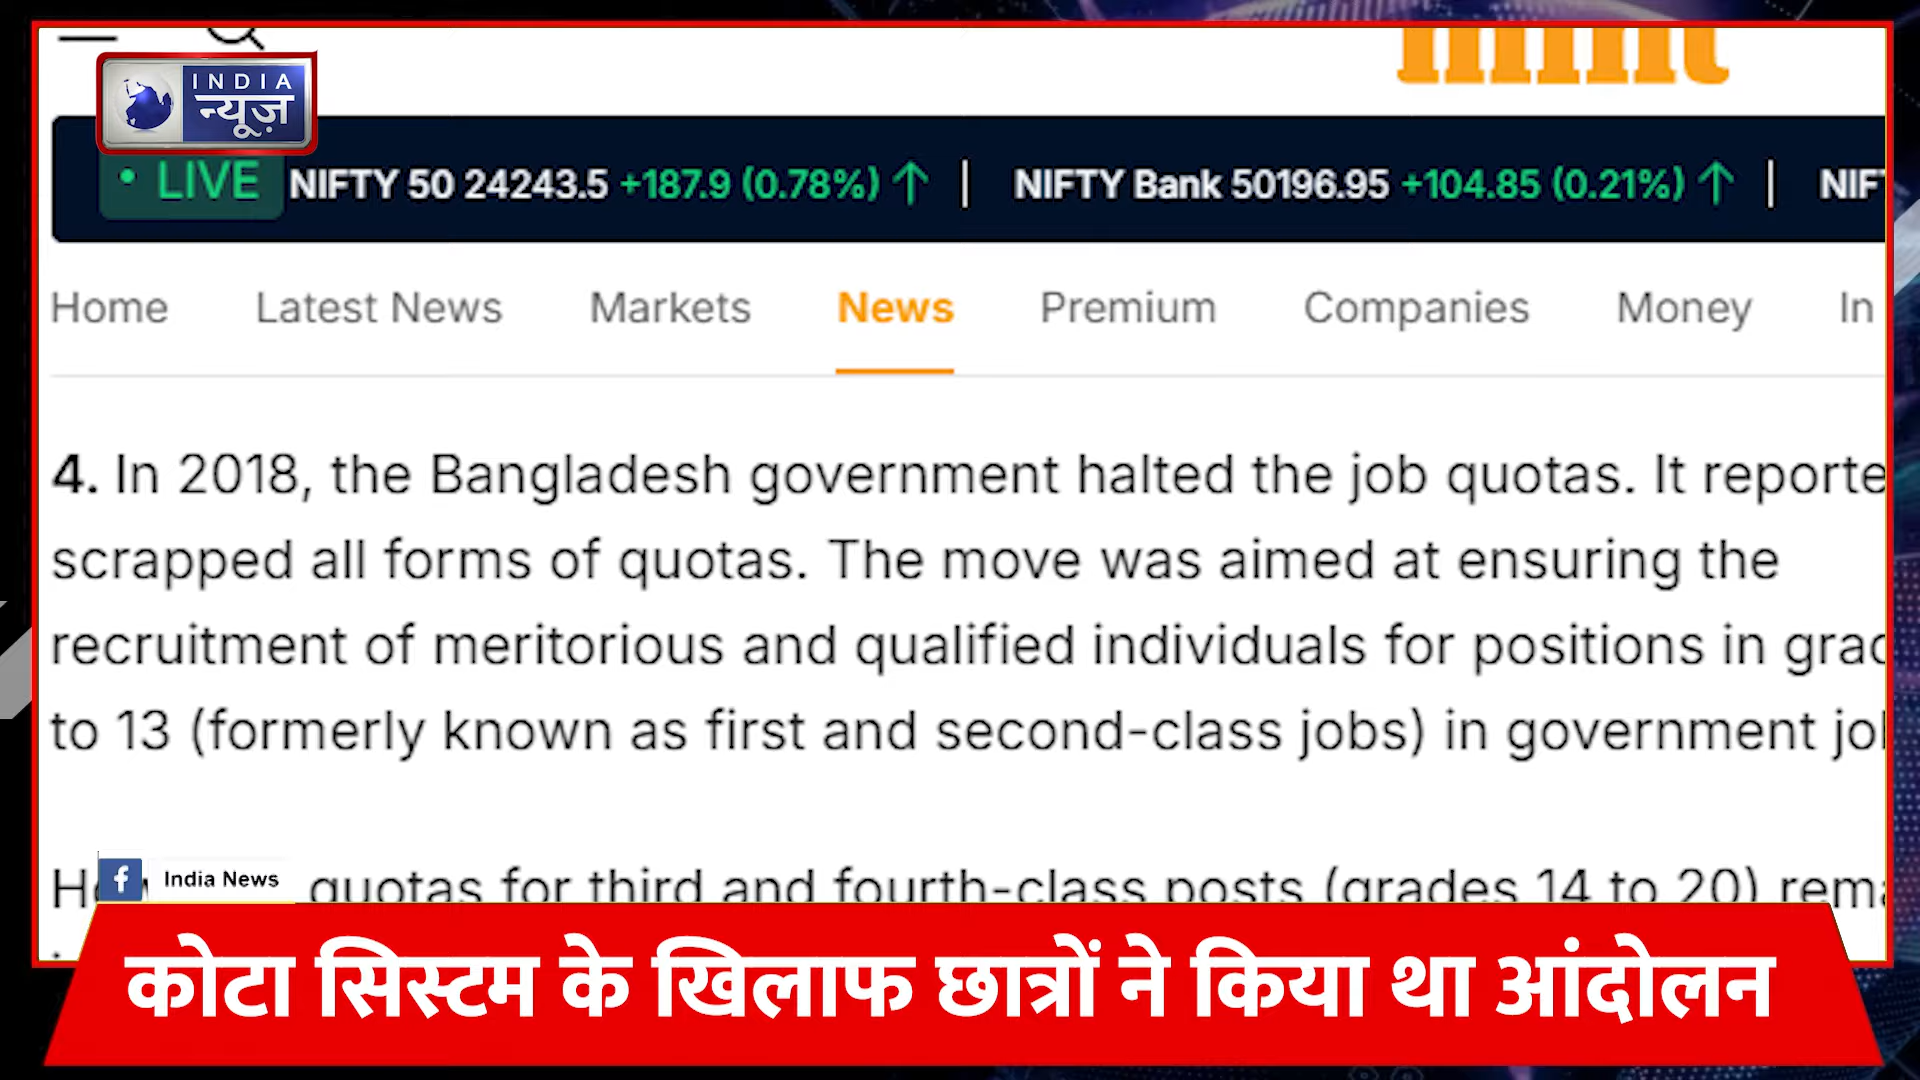 mint
INDIA
न्यूज़
LIVE NIFTY 50 24243.5 +187.9 (0.78%) ↑ | NIFTY Bank 50196.95 +104.85 (0.21%) ↑ |
Home Latest News Markets News Premium Companies Money In
4. In 2018, the Bangladesh government halted the job quotas. It reporte
scrapped all forms of quotas. The move was aimed at ensuring the
recruitment of meritorious and qualified individuals for positions in grad
to 13 (formerly known as first and second-class jobs) in government jo
India News
quotas for third and fourth-class posts (grades 14 to 20) rema
कोटा सिस्टम के खिलाफ छात्रों ने किया था आंदोलन